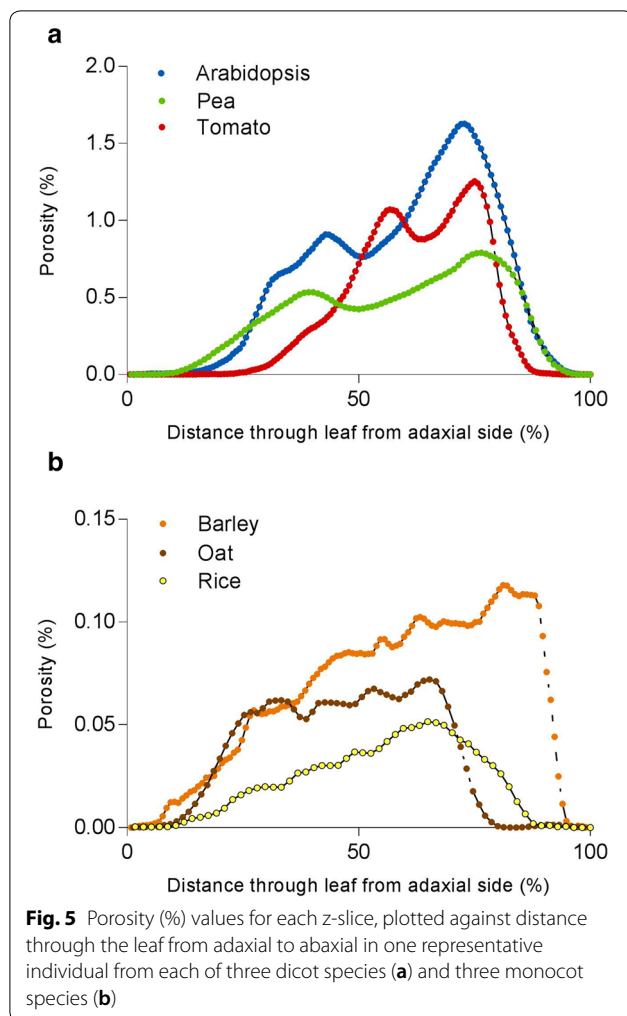 a
2.0
Arabidopsis
Pea
Tomato
1.5
1.0
0.5
0.0
Porosity (%)
0 50 100
Distance through leaf from adaxial side (%)
b
0.15
Barley
Oat
Rice
0.10
0.05
0.00
Porosity (%)
0 50 100
Distance through leaf from adaxial side (%)
Fig. 5 Porosity (%) values for each z-slice, plotted against distance
through the leaf from adaxial to abaxial in one representative
individual from each of three dicot species (a) and three monocot
species (b)